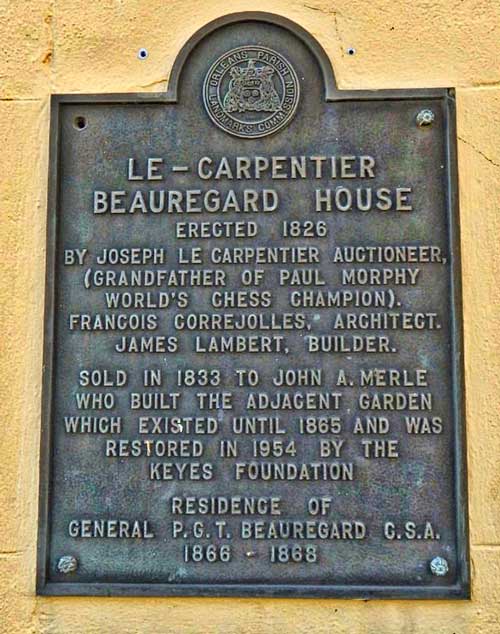 ORLEANS PARISH
LANDMARKS COMMISSION
LE-CARPENTIER
BEAUREGARD HOUSE
ERECTED 1826
BY JOSEPH LE CARPENTIER AUCTIONEER,
(GRANDFATHER OF PAUL MORPHY
WORLD'S CHESS CHAMPION).
FRANCOIS CORREJOLLES, ARCHITECT.
JAMES LAMBERT, BUILDER.
SOLD IN 1833 TO JOHN A. MERLE
WHO BUILT THE ADJACENT GARDEN
WHICH EXISTED UNTIL 1865 AND WAS
RESTORED IN 1954 BY THE
KEYES FOUNDATION
RESIDENCE OF
GENERAL P.G.T. BEAUREGARD C.S.A.
1866 - 1868